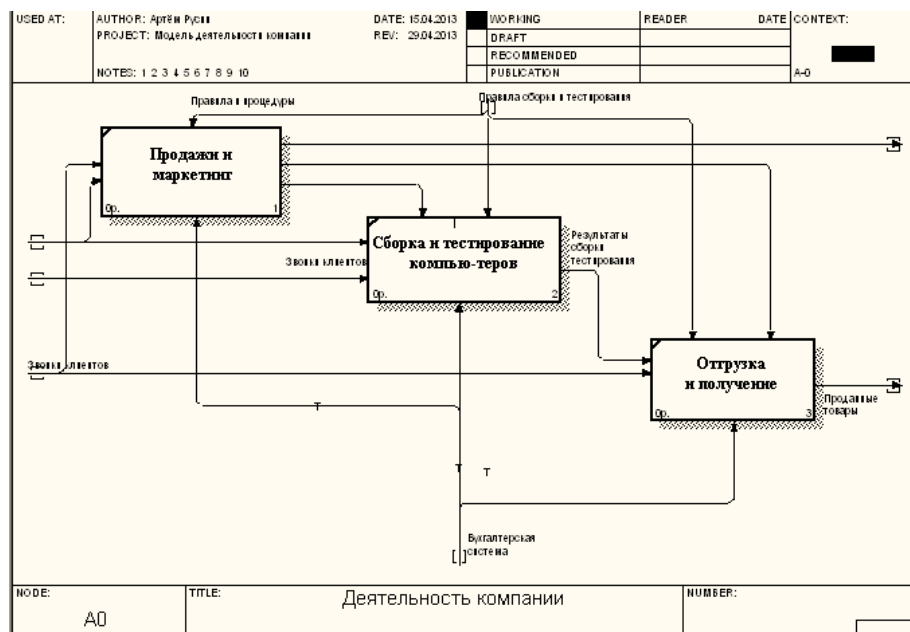 USED AT:
AUTHOR: Артём Русин
DATE: 15.04.2013
PROJECT: Модель деятельности компании
REV: 29.04.2013
NOTES: 1 2 3 4 5 6 7 8 9 10
WORKING
DRAFT
RECOMMENDED
PUBLICATION
READER
DATE
CONTEXT:
A-0
Правила и процедуры
Правила сборки и тестирования
Продажи и
маркетинг
0р.
1
Сборка и тестирование
компью-теров
0р.
2
Звонки клиентов
Результаты
сборки
тестирования
Звонки клиентов
Отгрузка
и получение
0р.
3
Проданные
товары
Бухгалтерская
система
NODE:
A0
TITLE:
Деятельность компании
NUMBER: